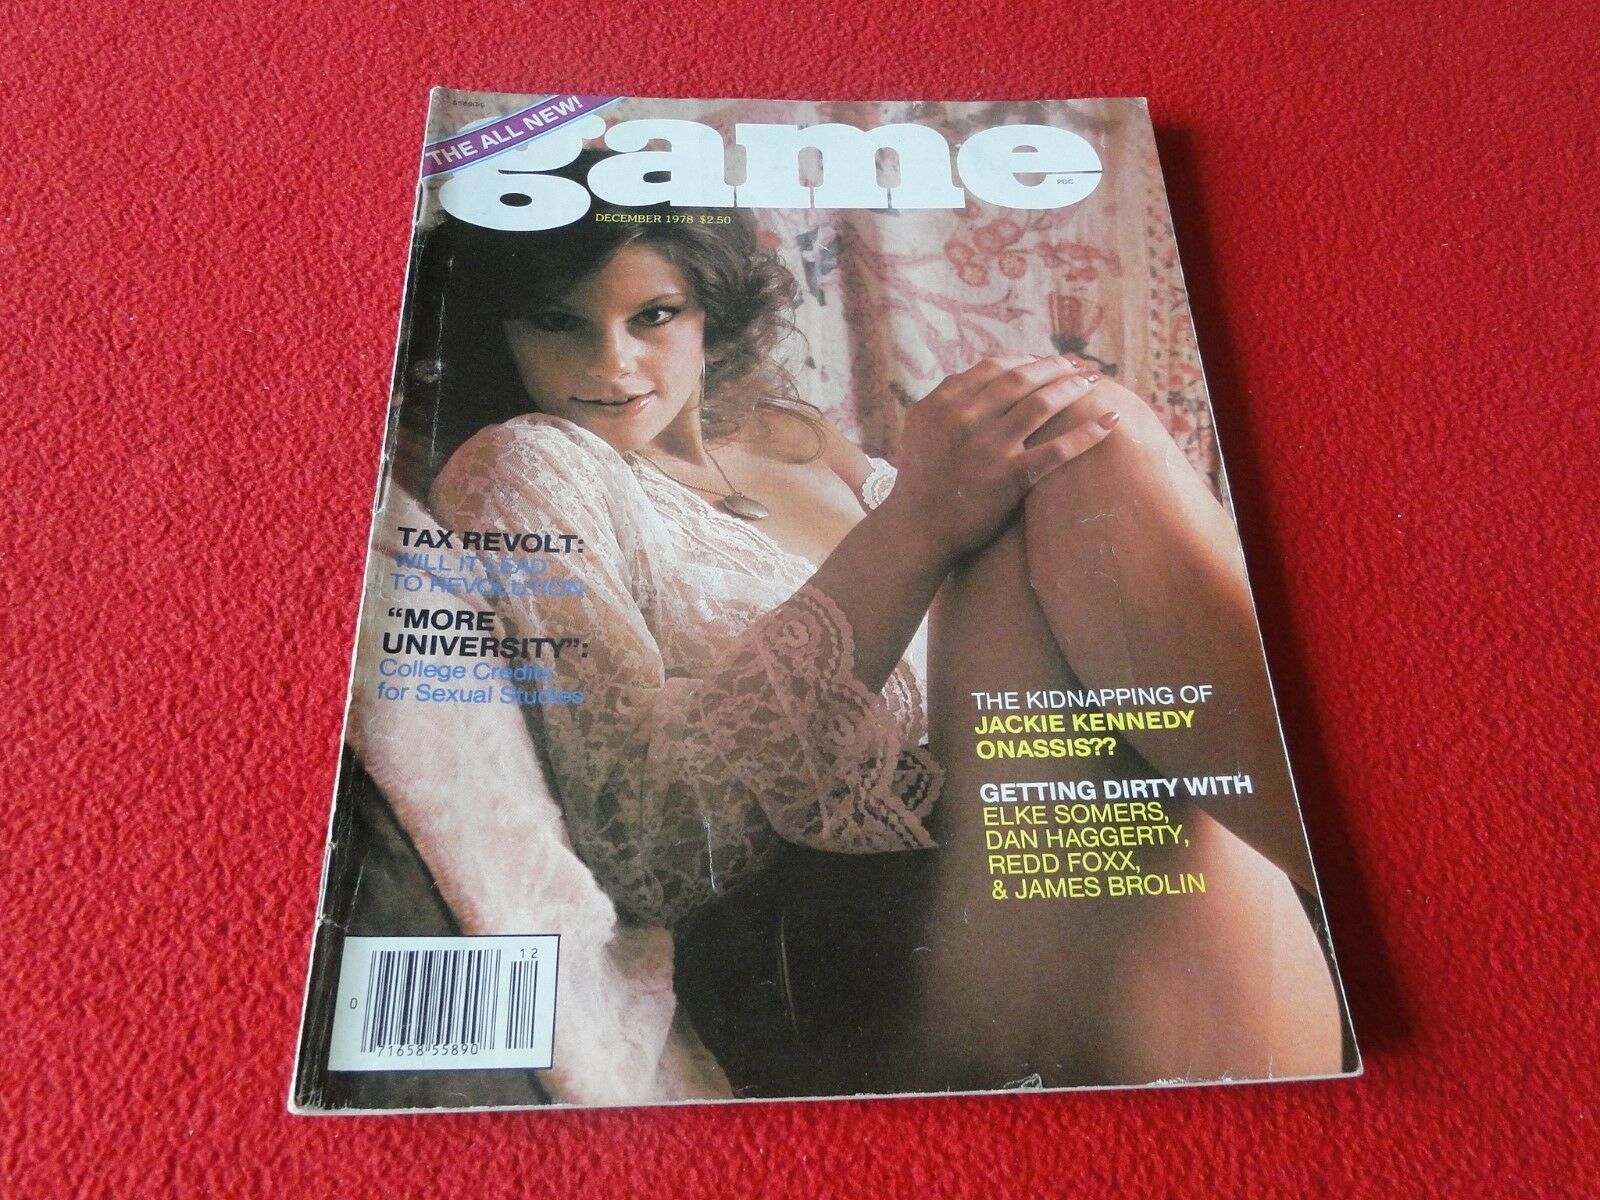 THE ALL NEW!
game
PDC
DECEMBER 1978 $2.50
TAX REVOLT:
WILL IT LEAD
TO REVOLUTION
“MORE
UNIVERSITY”:
College Credits
for Sexual Studies
THE KIDNAPPING OF
JACKIE KENNEDY
ONASSIS??
GETTING DIRTY WITH
ELKE SOMERS,
DAN HAGGERTY,
REDD FOXX,
& JAMES BROLIN
12
0
71658 55890